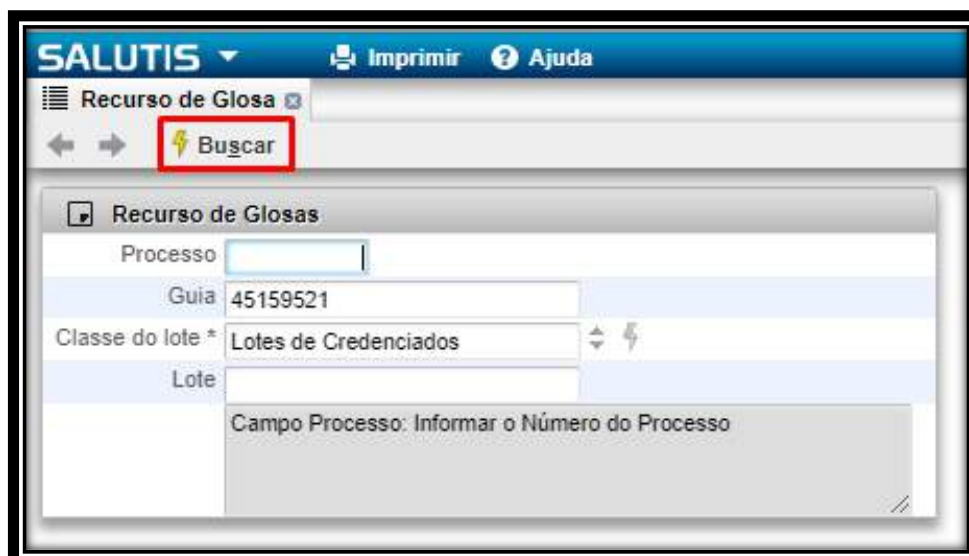 SALUTIS Imprimir Ajuda
Recurso de Glosa
Buscar
Recurso de Glosas
Processo
Guia 45159521
Classe do lote * Lotes de Credenciados
Lote
Campo Processo: Informar o Número do Processo